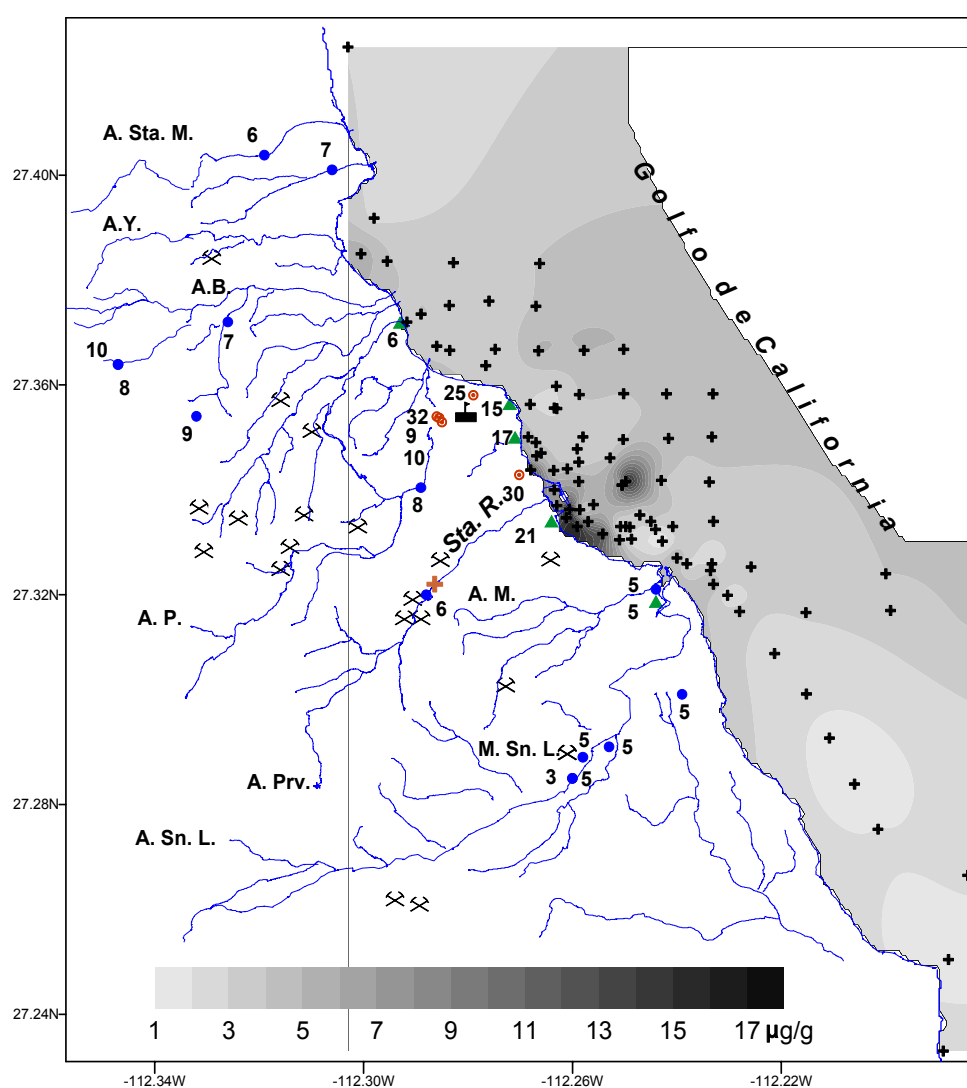 A. Sta. M.
6
7
27.40N
Golfo de California
A.Y.
A.B.
7
6
10
8
27.36N
25
15
9
32
9
17
10
8
30
Sta. R.
21
27.32N
5
A. M.
6
5
A. P.
5
M. Sn. L.
5
5
3
5
A. Prv.
27.28N
A. Sn. L.
27.24N
1 3 5 7 9 11 13 15 17 µg/g
-112.34W -112.30W -112.26W -112.22W